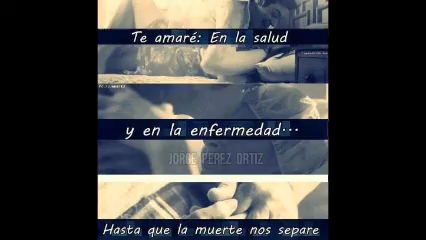 Te amaré: En la salud
y en la enfermedad...
JORGE PEREZ ORTIZ
Hasta que la muerte nos separe